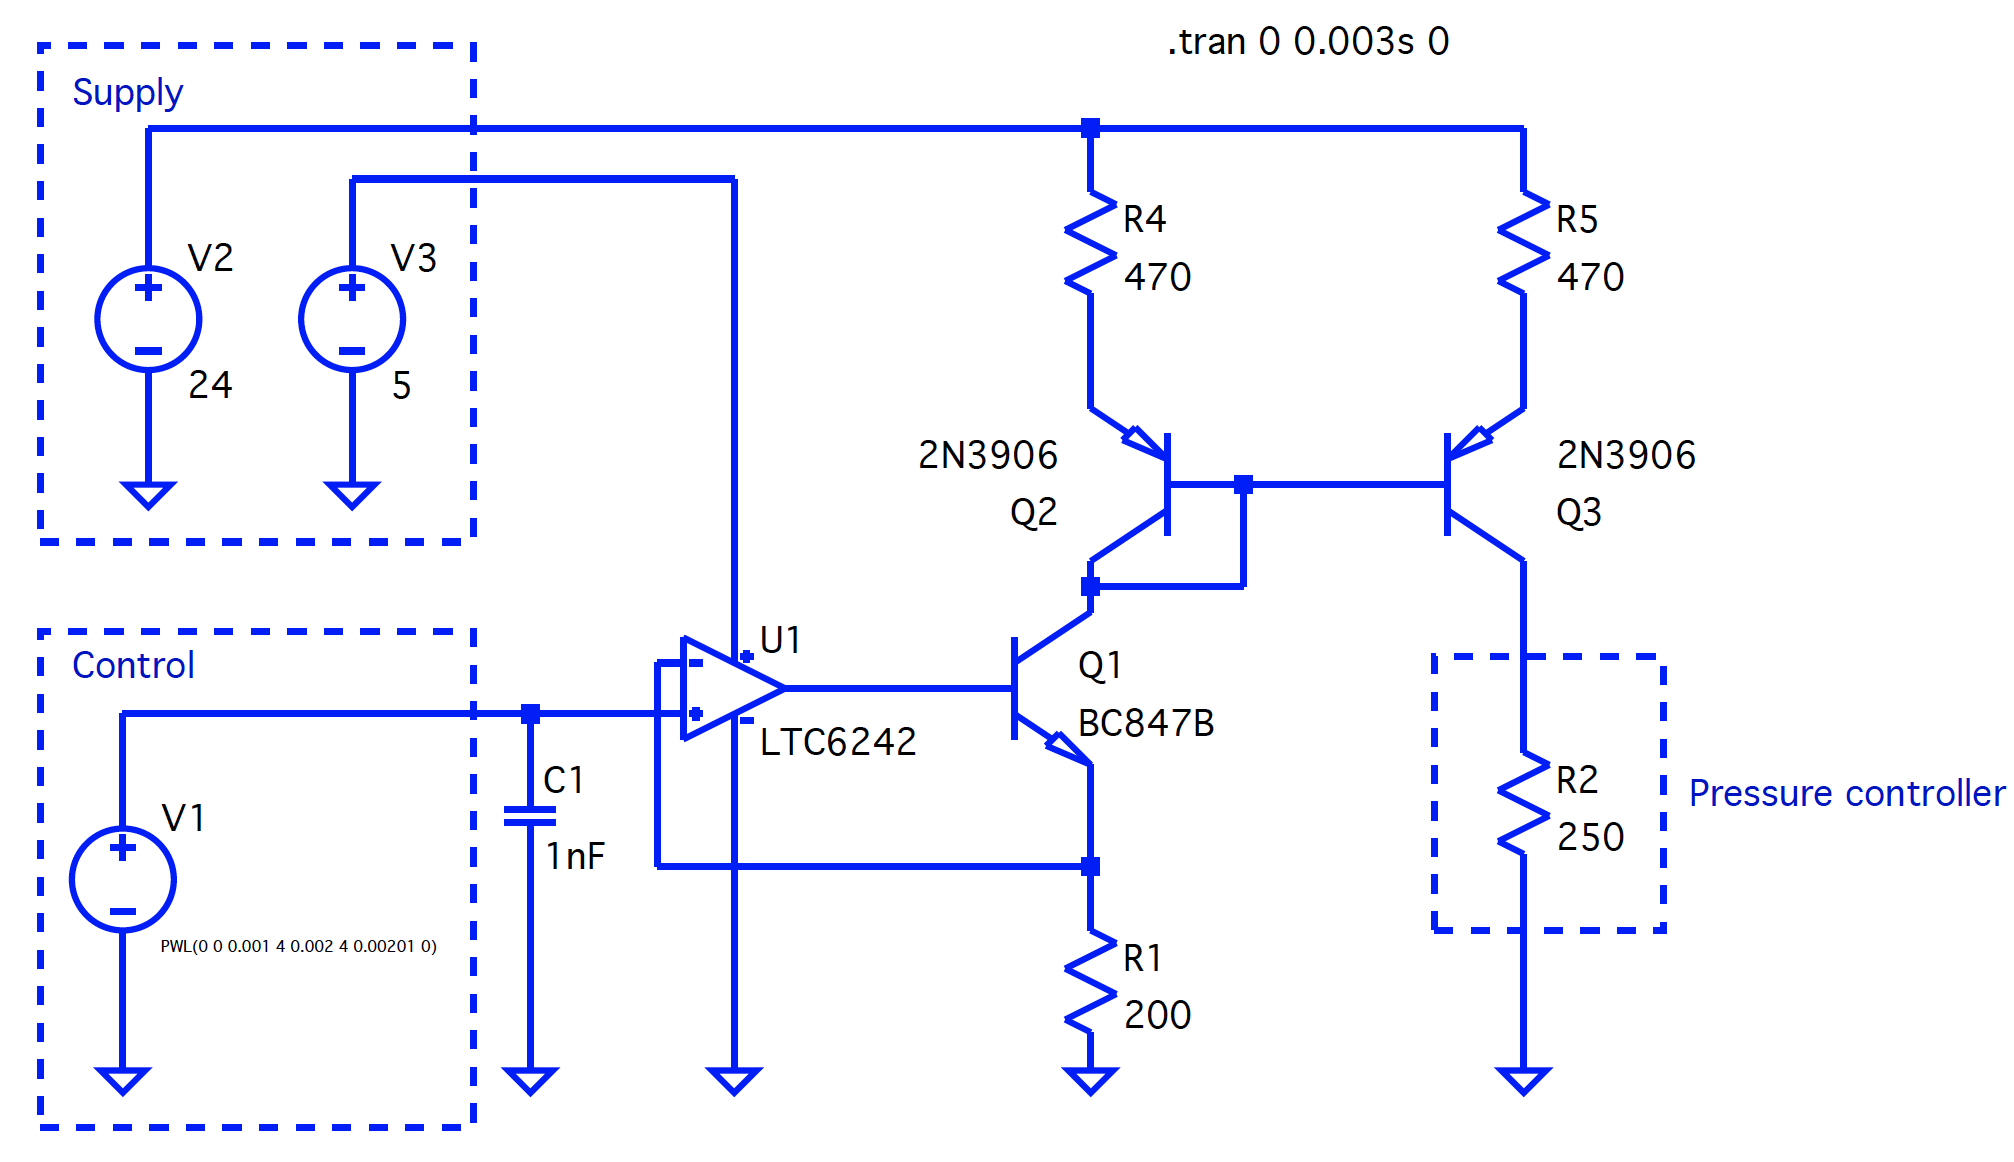 .tran 0 0.003s 0
Supply
V2
24
V3
5
R4
470
R5
470
2N3906
Q2
2N3906
Q3
Control
V1
PWL(0 0 0.001 4 0.002 4 0.00201 0)
C1
1nF
U1
LTC6242
Q1
BC847B
R1
200
R2
250
Pressure controller